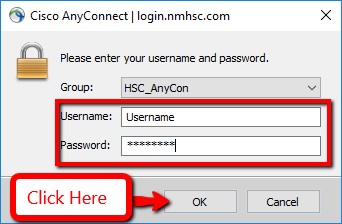 Cisco AnyConnect | login.nmhsc.com
Please enter your username and password.
Group: HSC_AnyCon
Username: Username
Password: ********
Click Here OK Cancel